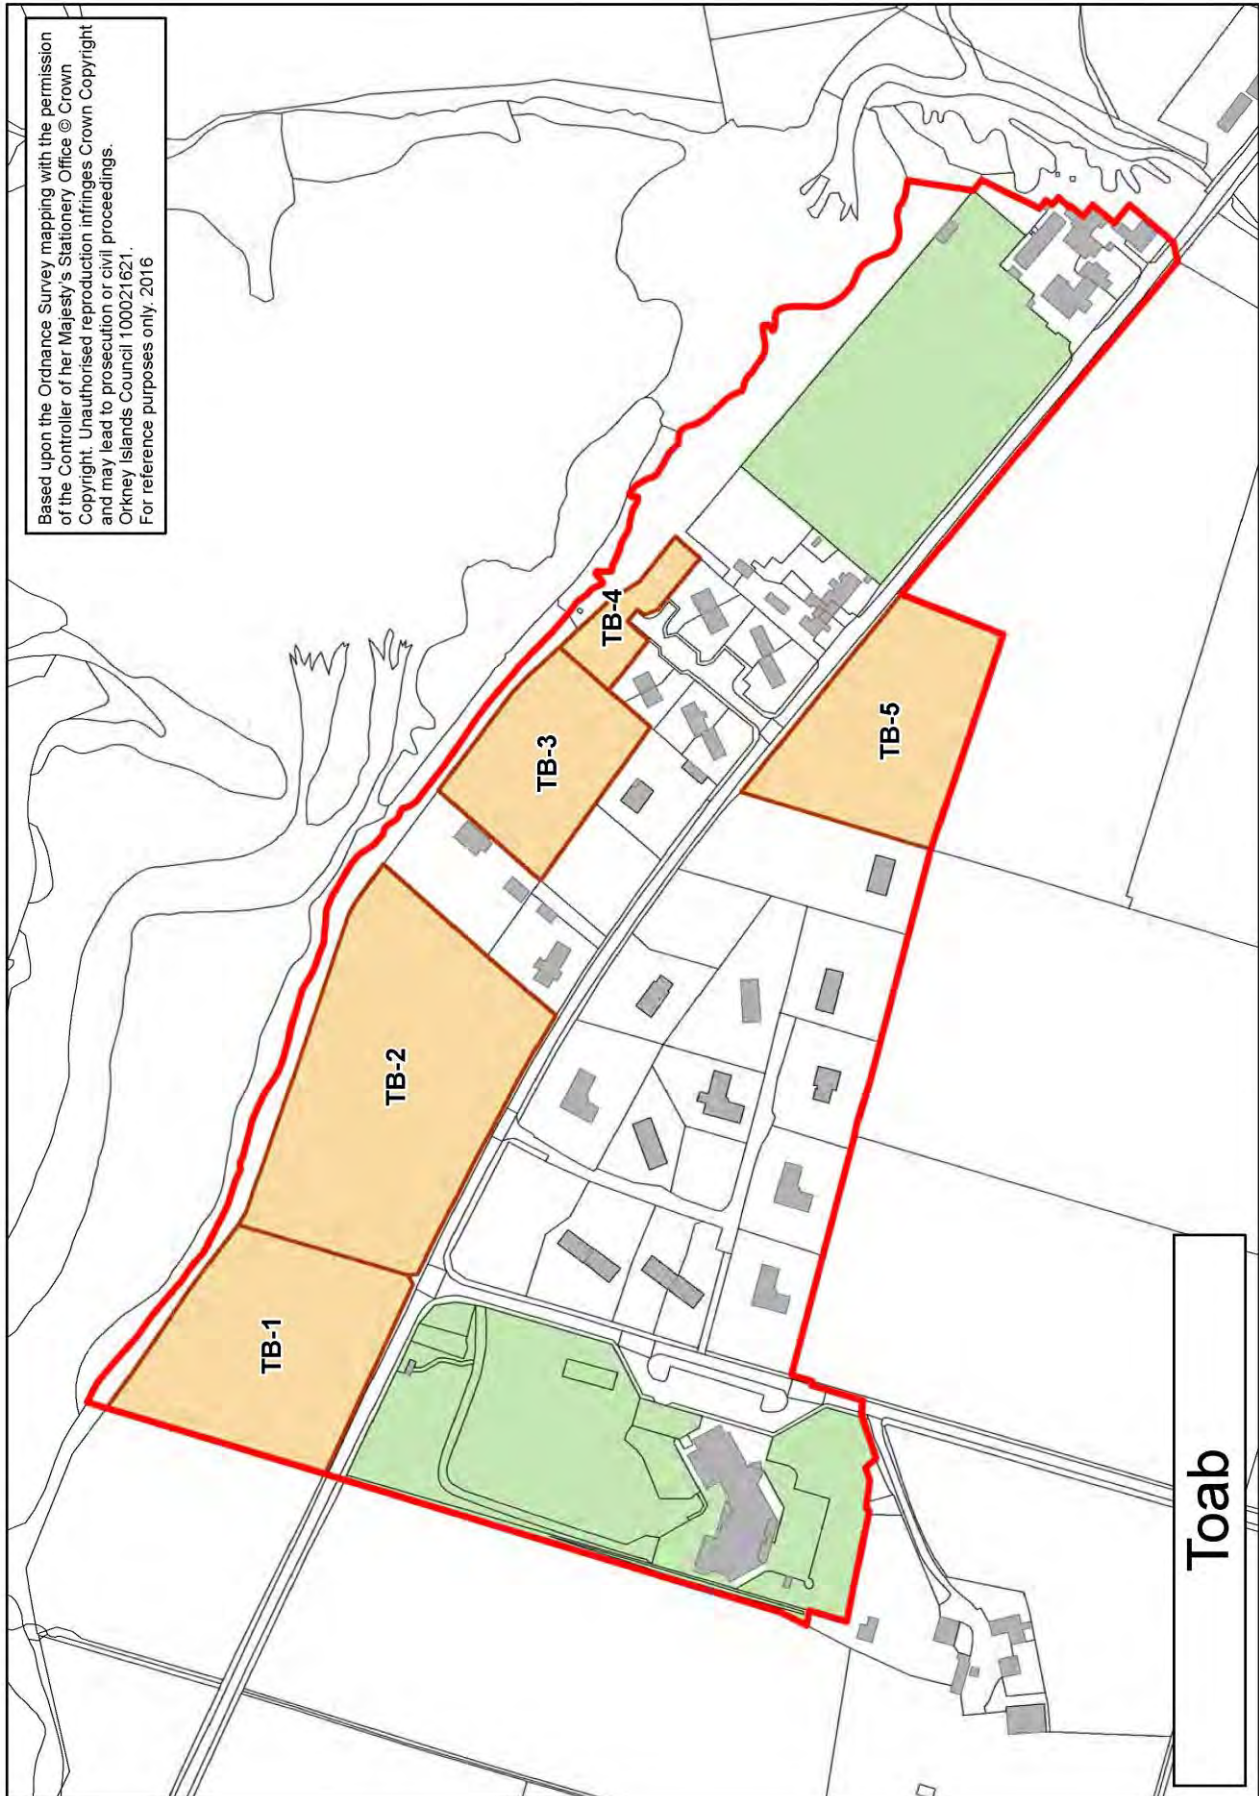 Based upon the Ordnance Survey mapping with the permission
of the Controller of her Majesty's Stationery Office © Crown
Copyright. Unauthorised reproduction infringes Crown Copyright
and may lead to prosecution or civil proceedings.
Orkney Islands Council 100021621.
For reference purposes only. 2016
TB-1
TB-2
TB-3
TB-4
TB-5
Toab